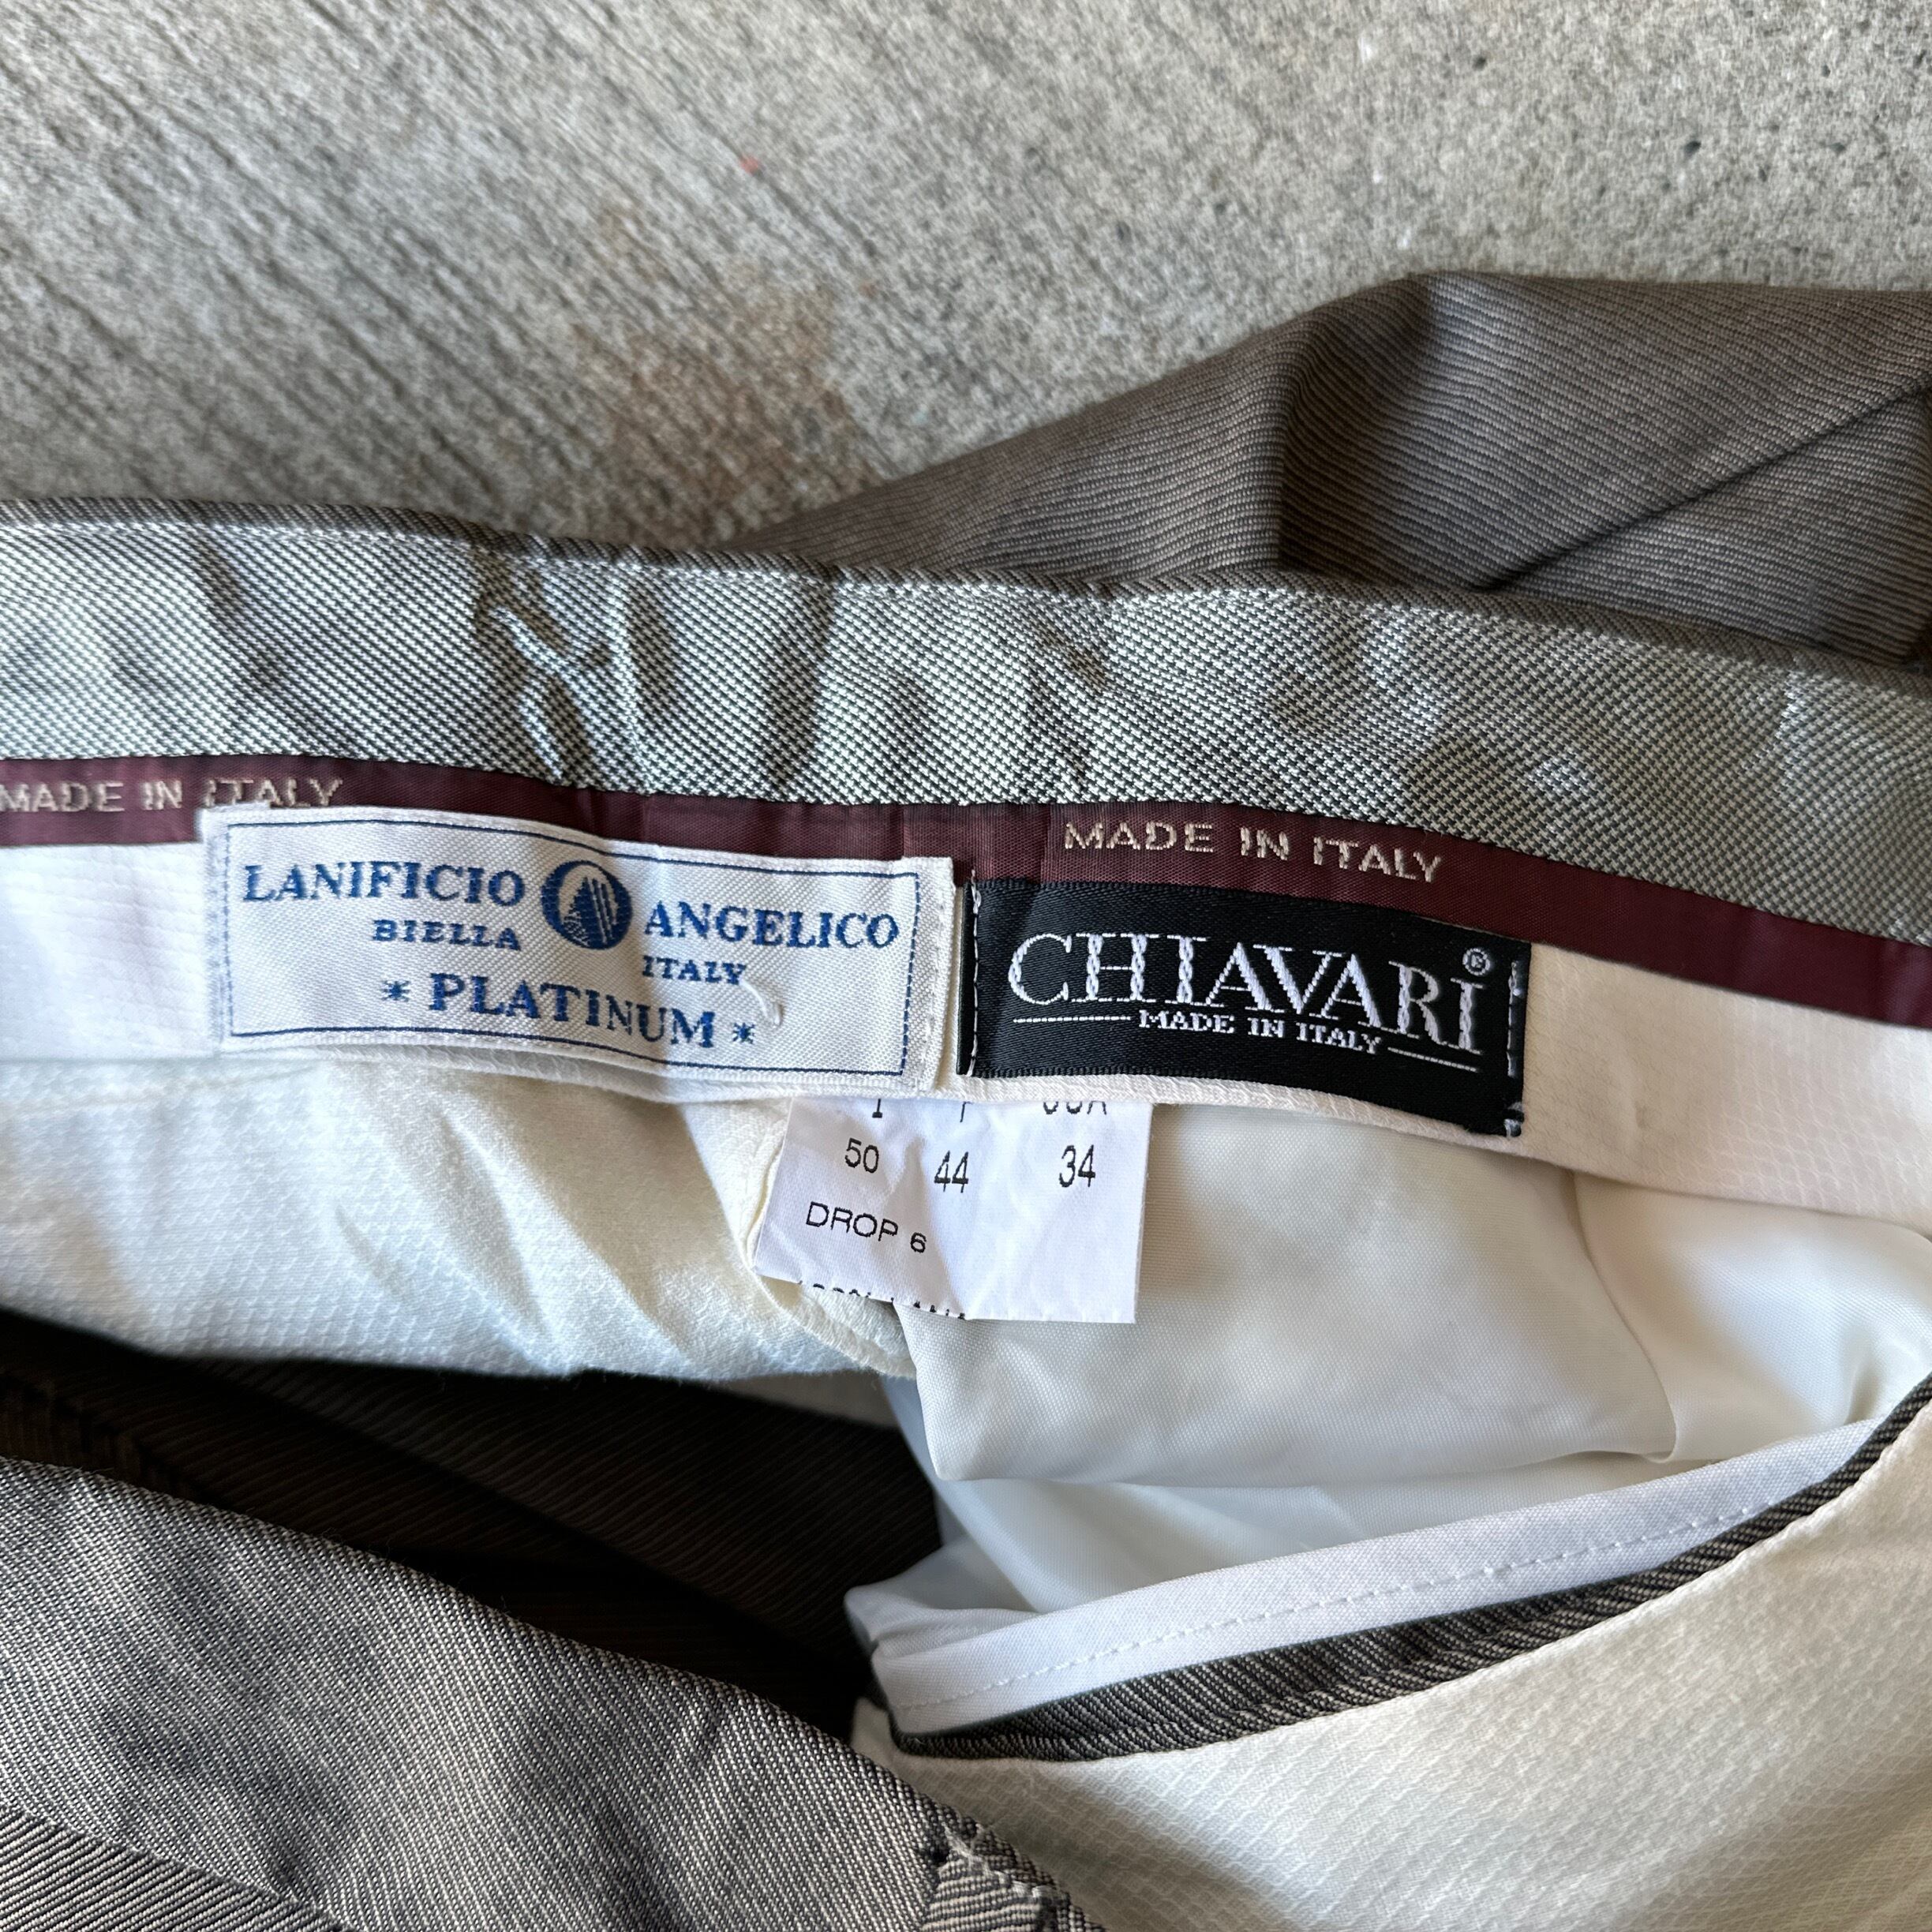 MADE IN ITALY
MADE IN ITALY
LANIFICIO ANGELICO
BIELLA ITALY
* PLATINUM *
CHIAVARI®
MADE IN ITALY
50 44 34
DROP 6